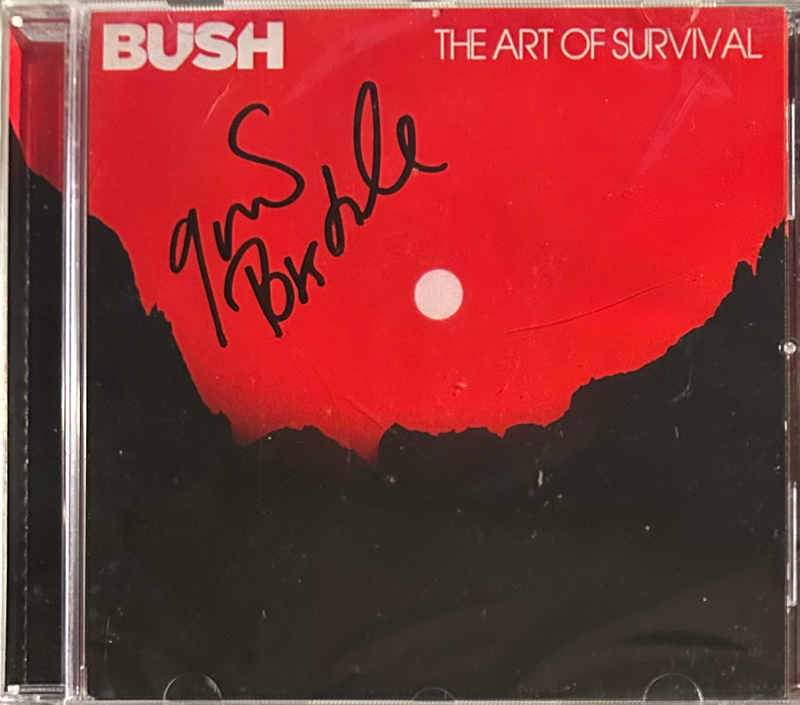 BUSH
THE ART OF SURVIVAL